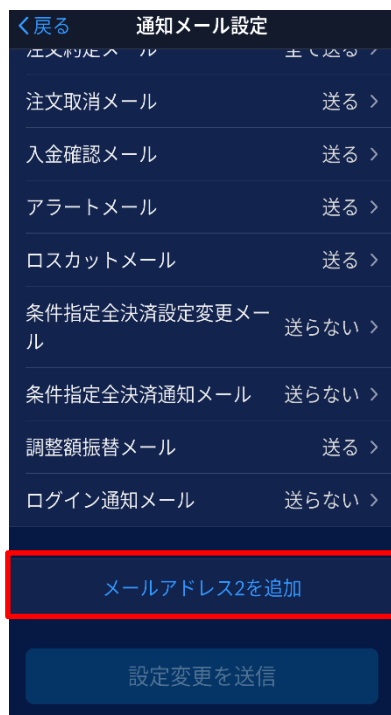 戻る 通知メール設定
全て送る
注文取消メール 送る
入金確認メール 送る
アラートメール 送る
ロスカットメール 送る
条件指定全決済設定変更メー
ル 送らない
条件指定全決済通知メール 送らない
調整額振替メール 送る
ログイン通知メール 送らない
メールアドレス2を追加
設定変更を送信